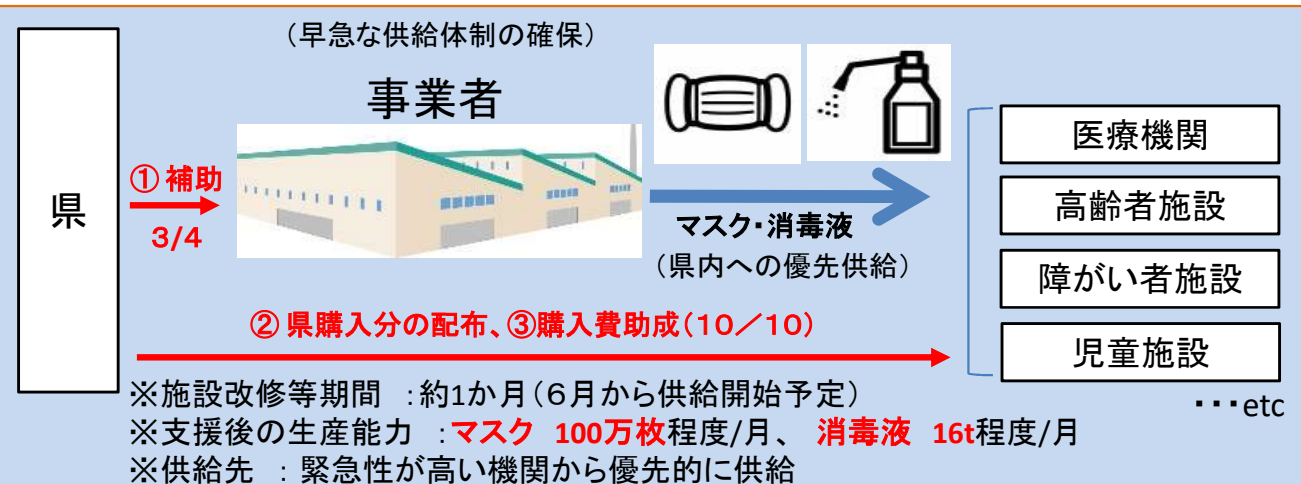 県
(早急な供給体制の確保)
事業者
① 補助
3/4
マスク・消毒液
(県内への優先供給)
② 県購入分の配布、③購入費助成(10/10)
医療機関
高齢者施設
障がい者施設
児童施設
・・・etc
※施設改修等期間 :約1か月(6月から供給開始予定)
※支援後の生産能力 :マスク 100万枚程度/月、 消毒液 16t程度/月
※供給先 : 緊急性が高い機関から優先的に供給